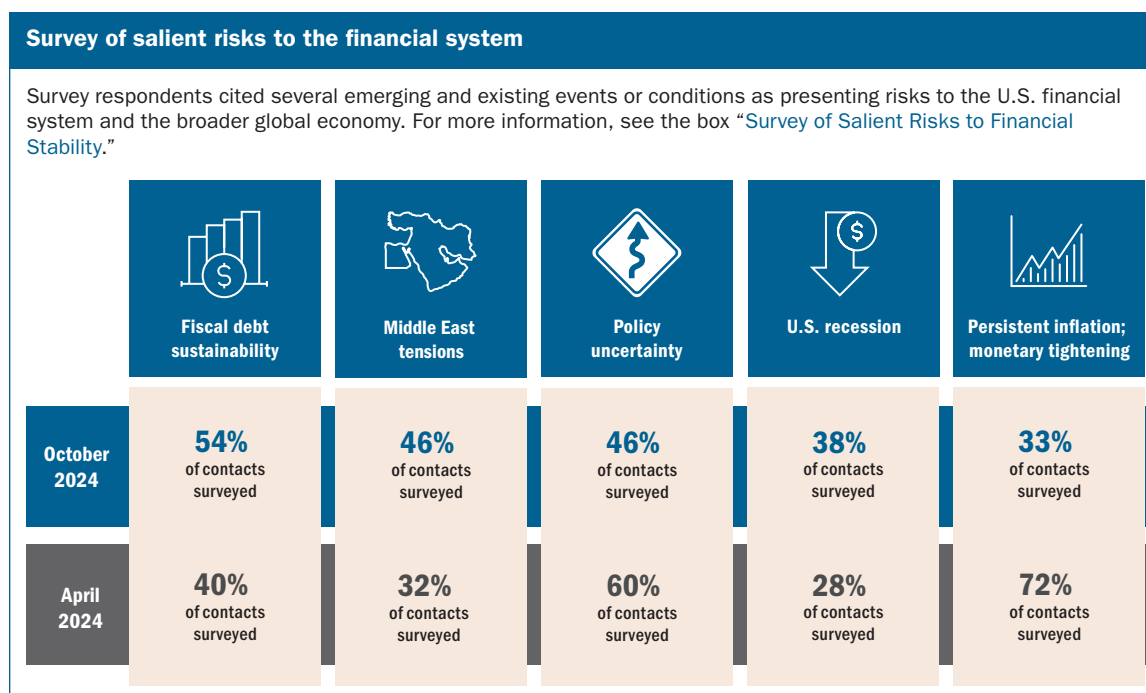 Survey of salient risks to the financial system
Survey respondents cited several emerging and existing events or conditions as presenting risks to the U.S. financial
system and the broader global economy. For more information, see the box “Survey of Salient Risks to Financial
Stability.”
$
Fiscal debt
sustainability
Middle East
tensions
Policy
uncertainty
$
U.S. recession
Persistent inflation;
monetary tightening
October
2024
54%
of contacts
surveyed
46%
of contacts
surveyed
46%
of contacts
surveyed
38%
of contacts
surveyed
33%
of contacts
surveyed
April
2024
40%
of contacts
surveyed
32%
of contacts
surveyed
60%
of contacts
surveyed
28%
of contacts
surveyed
72%
of contacts
surveyed